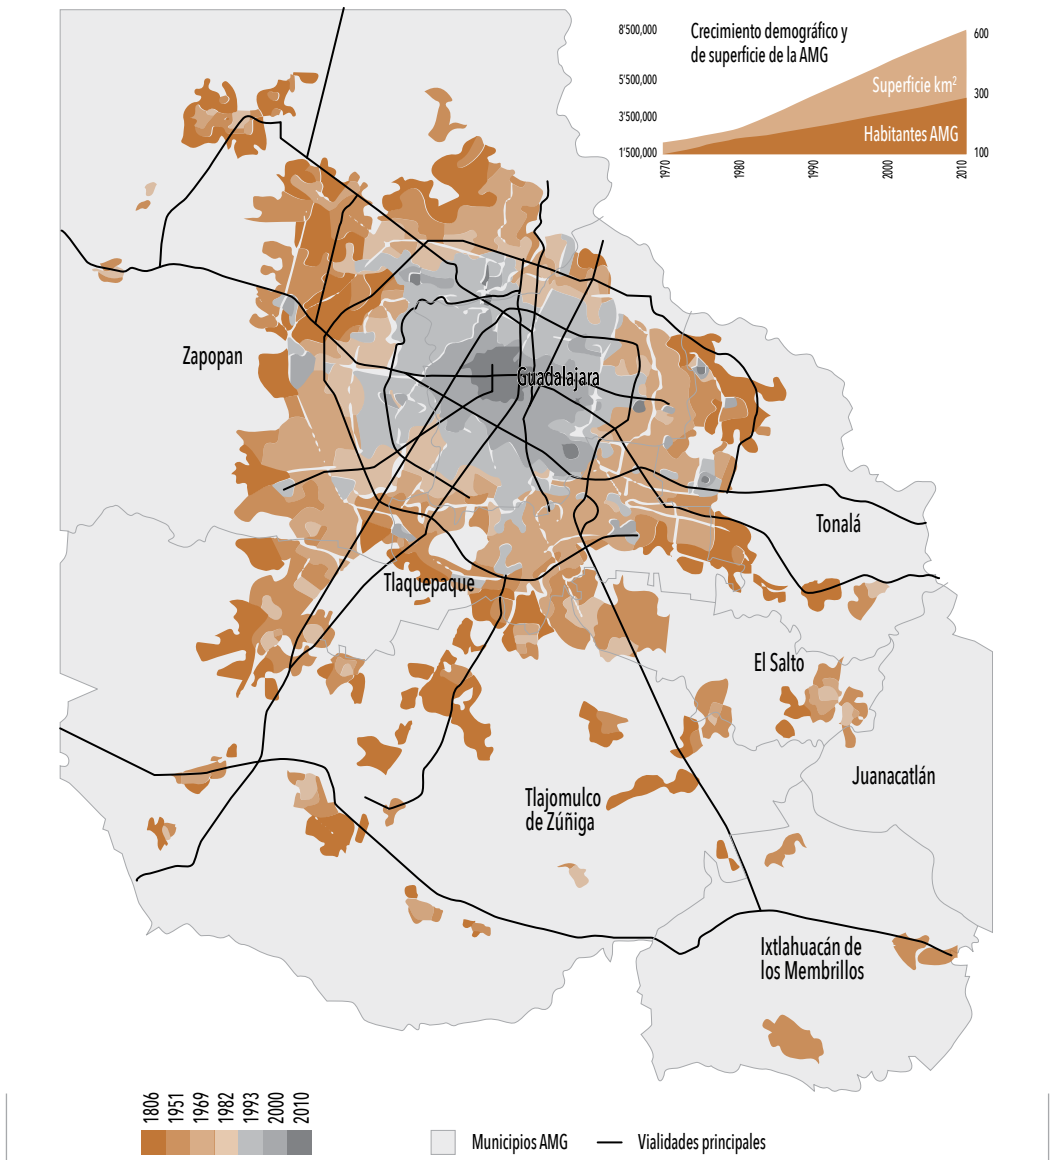 Crecimiento demográfico y
de superficie de la AMG
8'500,000
5'500,000
3'500,000
1'500,000
600
300
100
Superficie km²
Habitantes AMG
1970
1980
1990
2000
2010
Zapopan
Guadalajara
Tonalá
Tlaquepaque
El Salto
Juanacatlán
Tlajomulco
de Zúñiga
Ixtlahuacán de
los Membrillos
1806
1951
1969
1982
1993
2000
2010
Municipios AMG
Vialidades principales